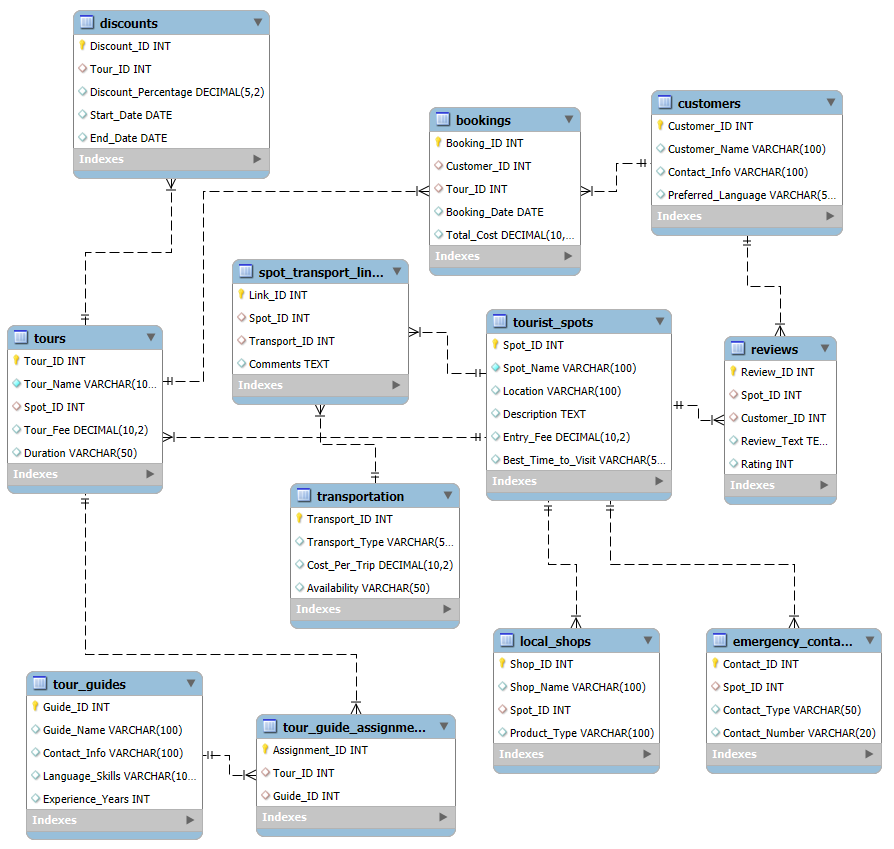 discounts
Discount_ID INT
Tour_ID INT
Discount_Percentage DECIMAL(5,2)
Start_Date DATE
End_Date DATE
Indexes
bookings
Booking_ID INT
Customer_ID INT
Tour_ID INT
Booking_Date DATE
Total_Cost DECIMAL(10,...
Indexes
customers
Customer_ID INT
Customer_Name VARCHAR(100)
Contact_Info VARCHAR(100)
Preferred_Language VARCHAR(5...
Indexes
spot_transport_lin...
Link_ID INT
Spot_ID INT
Transport_ID INT
Comments TEXT
Indexes
tours
Tour_ID INT
Tour_Name VARCHAR(10...
Spot_ID INT
Tour_Fee DECIMAL(10,2)
Duration VARCHAR(50)
Indexes
tourist_spots
Spot_ID INT
Spot_Name VARCHAR(100)
Location VARCHAR(100)
Description TEXT
Entry_Fee DECIMAL(10,2)
Best_Time_to_Visit VARCHAR(5...
Indexes
reviews
Review_ID INT
Spot_ID INT
Customer_ID INT
Review_Text TE...
Rating INT
Indexes
transportation
Transport_ID INT
Transport_Type VARCHAR(5...
Cost_Per_Trip DECIMAL(10,2)
Availability VARCHAR(50)
Indexes
local_shops
Shop_ID INT
Shop_Name VARCHAR(100)
Spot_ID INT
Product_Type VARCHAR(100)
Indexes
emergency_conta...
Contact_ID INT
Spot_ID INT
Contact_Type VARCHAR(50)
Contact_Number VARCHAR(20)
Indexes
tour_guides
Guide_ID INT
Guide_Name VARCHAR(100)
Contact_Info VARCHAR(100)
Language_Skills VARCHAR(10...
Experience_Years INT
Indexes
tour_guide_assignme...
Assignment_ID INT
Tour_ID INT
Guide_ID INT
Indexes